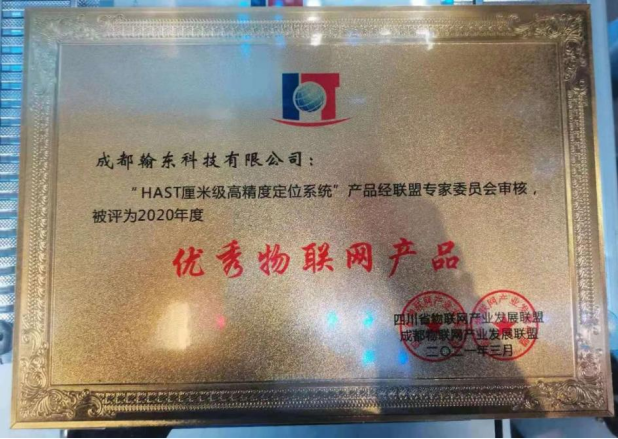 成都翰东科技有限公司：
“HAST厘米级高精度定位系统”产品经联盟专家委员会审核，
被评为2020年度
优秀物联网产品
四川省物联网产业发展联盟
成都物联网产业发展联盟
二〇二一年三月